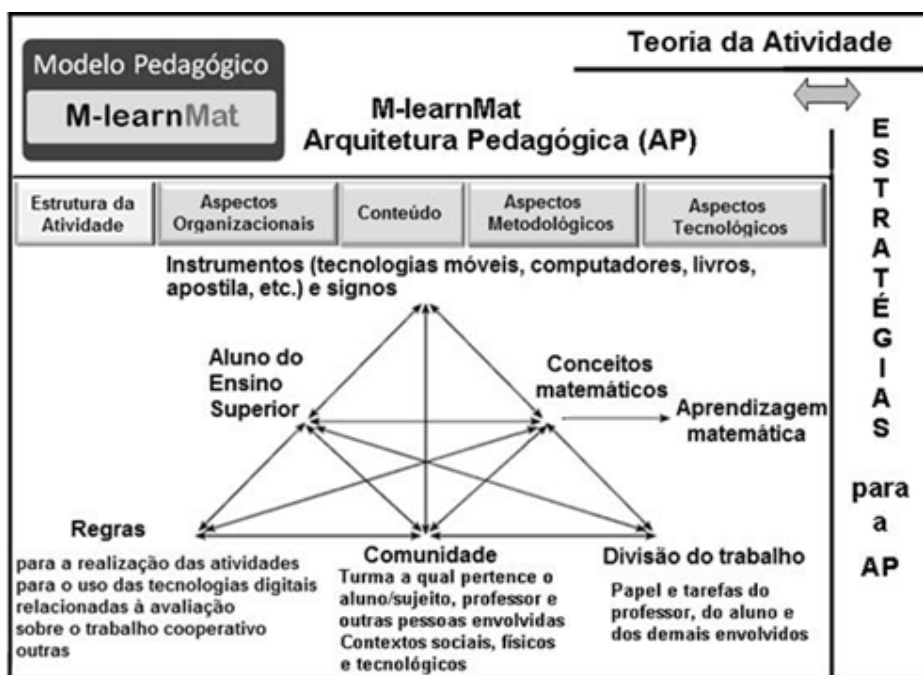 Teoria da Atividade
Modelo Pedagógico
M-learnMat
M-learnMat
Arquitetura Pedagógica (AP)
Estrutura da
Atividade
Aspectos
Organizacionais
Conteúdo
Aspectos
Metodológicos
Aspectos
Tecnológicos
Instrumentos (tecnologias móveis, computadores, livros,
apostila, etc.) e signos
Aluno do
Ensino
Superior
Conceitos
matemáticos
Aprendizagem
matemática
Regras
para a realização das atividades
para o uso das tecnologias digitais
relacionadas à avaliação
sobre o trabalho cooperativo
outras
Comunidade
Turma a qual pertence o
aluno/sujeito, professor e
outras pessoas envolvidas
Contextos sociais, físicos
e tecnológicos
Divisão do trabalho
Papel e tarefas do
professor, do aluno e
dos demais envolvidos
ESTRATÉGIAS
para
a
AP